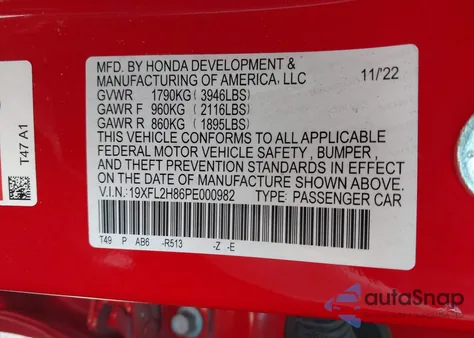 MFD. BY HONDA DEVELOPMENT &
MANUFACTURING OF AMERICA, LLC
11/'22
GVWR 1790KG (3946LBS)
GAWR F 960KG (2116LBS)
GAWR R 860KG (1895LBS)
THIS VEHICLE CONFORMS TO ALL APPLICABLE
FEDERAL MOTOR VEHICLE SAFETY, BUMPER,
AND THEFT PREVENTION STANDARDS IN EFFECT
ON THE DATE OF MANUFACTURE SHOWN ABOVE.
V.I.N.: 19XFL2H86PE000982 TYPE: PASSENGER CAR
T49 P AB6 -R513 -Z -E
T47 A1
autoSnap